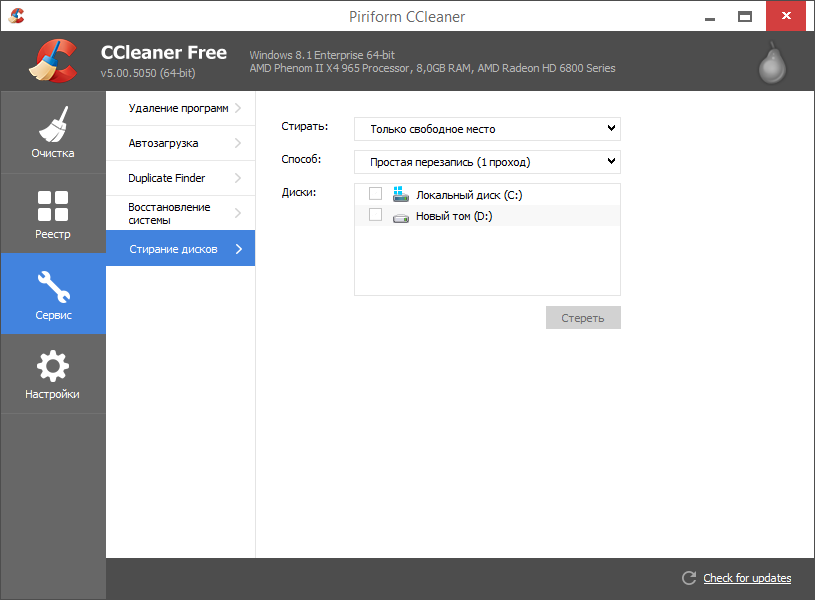 Piriform CCleaner
CCleaner Free
v5.00.5050 (64-bit)
Windows 8.1 Enterprise 64-bit
AMD Phenom II X4 965 Processor, 8,0GB RAM, AMD Radeon HD 6800 Series
Очистка
Реестр
Сервис
Настройки
Удаление программ
Автозагрузка
Duplicate Finder
Восстановление
системы
Стирание дисков
Стирать:
Только свободное место
Способ:
Простая перезапись (1 проход)
Диски:
Локальный диск (C:)
Новый том (D:)
Стереть
Check for updates